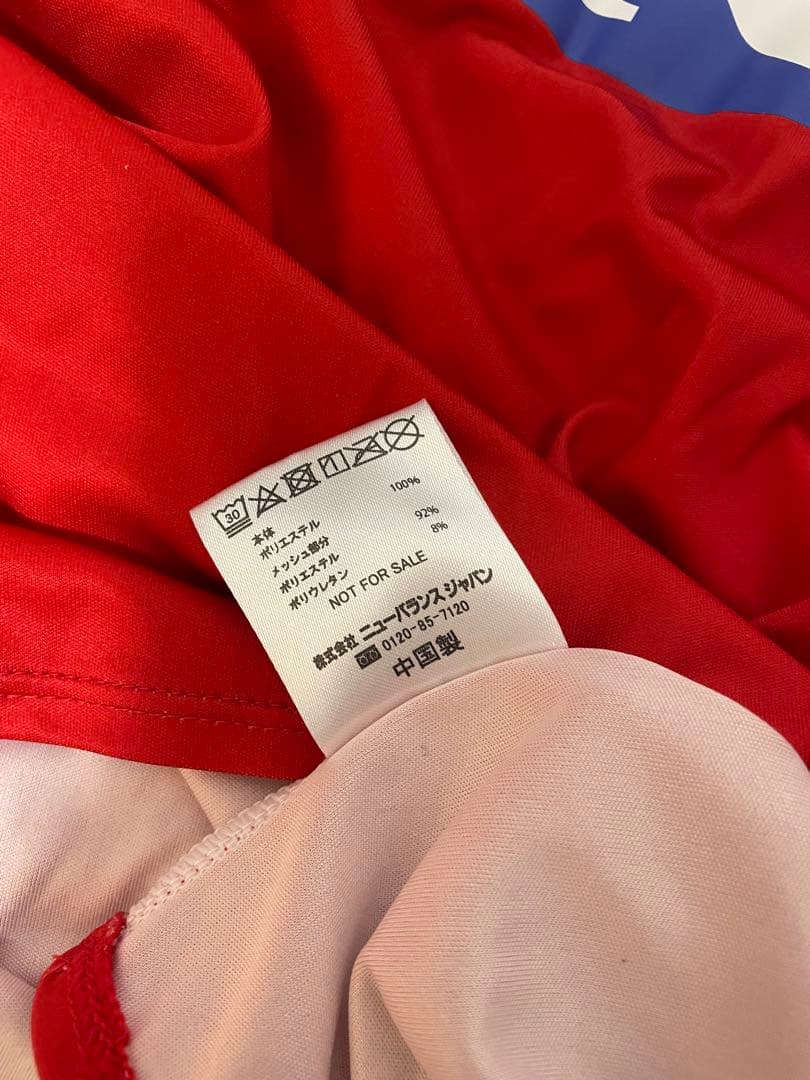 30
本体
ポリエステル 100%
メッシュ部分
ポリエステル 92%
ポリウレタン 8%
NOT FOR SALE
株式会社 ニューバランス ジャパン
0120-85-7120
中国製